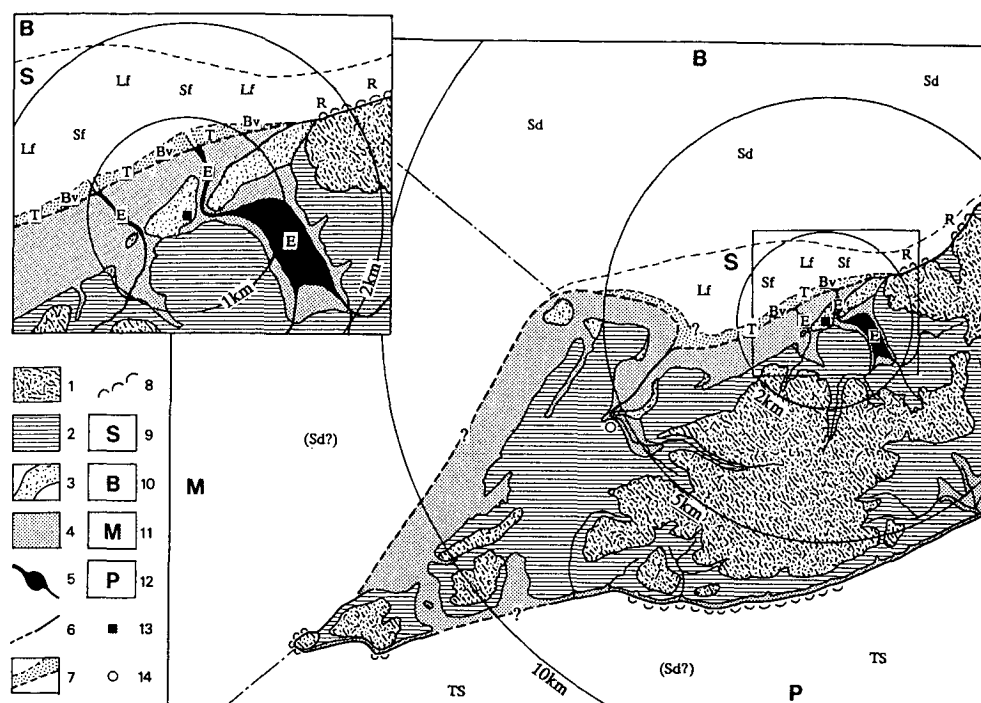 B
S
Lf
Sf
Lf
R
R
Sf
Lf
T
Bv
Bv
E
T
Bv
T
E
E
1km
2km
B
Sd
Sd
Sd
R
S
Lf
Sf
R
Sf
Lf
Bv
T
Bv
E
T
E
?
2km
5km
(Sd?)
M
?
?
10km
TS
(Sd?)
TS
P
1
8
2
S
9
3
B
10
4
M
11
5
P
12
6
13
7
14